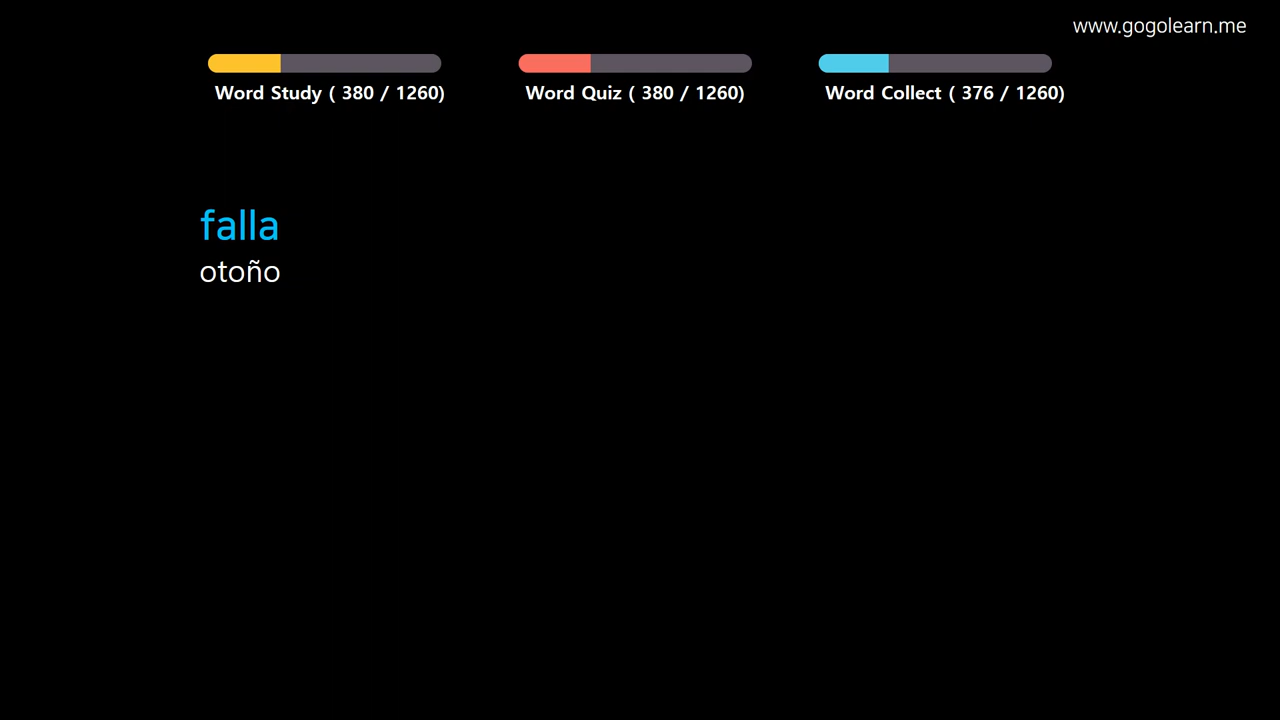 www.gogolearn.me
Word Study ( 380 / 1260)
Word Quiz ( 380 / 1260)
Word Collect ( 376 / 1260)
falla
otoño